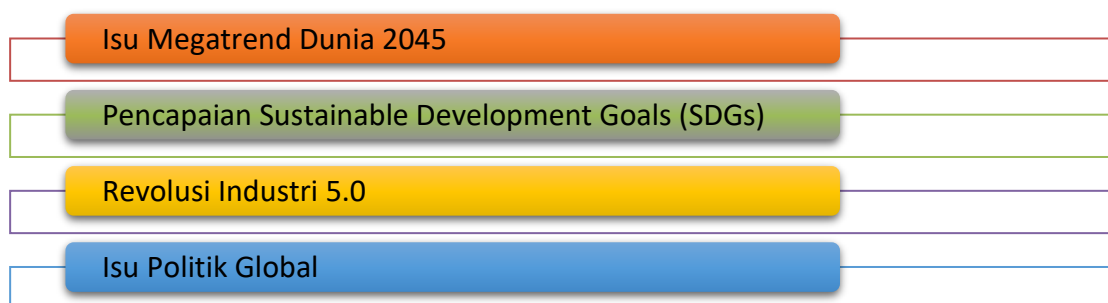 Isu Megatrend Dunia 2045
Pencapaian Sustainable Development Goals (SDGs)
Revolusi Industri 5.0
Isu Politik Global